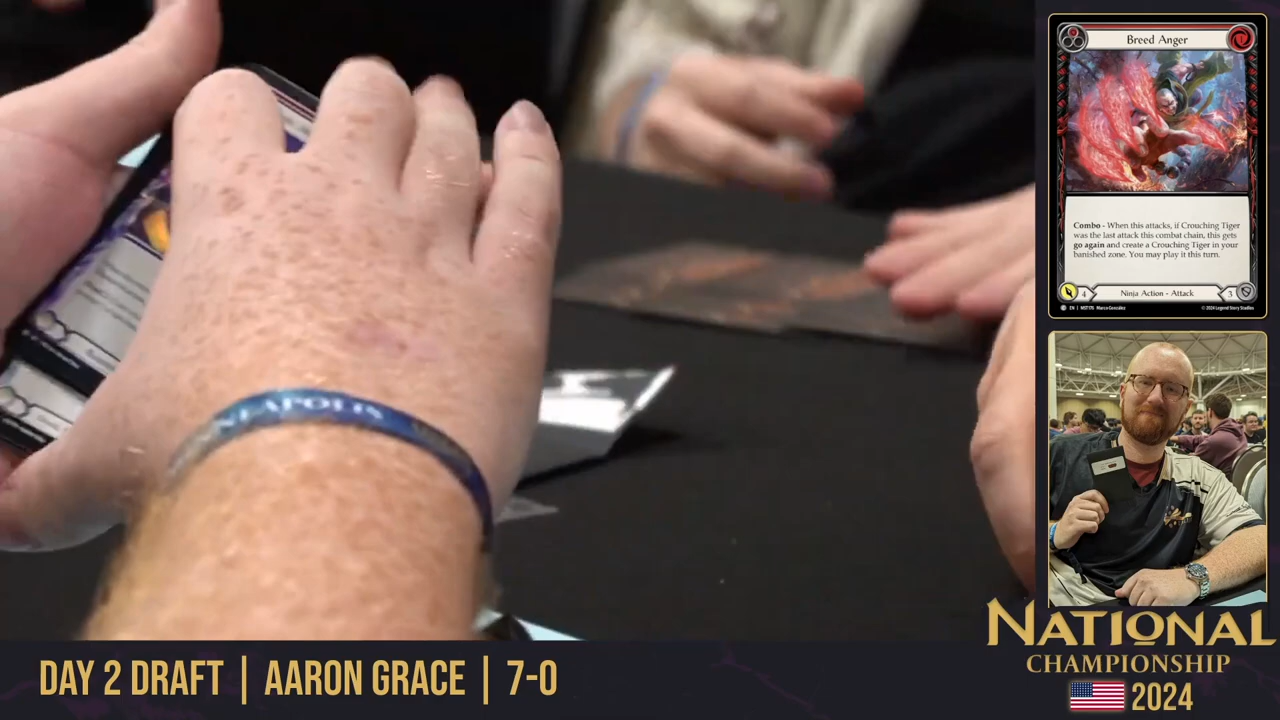 Breed Anger
Combo - When this attacks, if Crouching Tiger
was the last attack this combat chain, this gets
go again and create a Crouching Tiger in your
banished zone. You may play it this turn.
4
Ninja Action - Attack
3
NEAPOLIS
NATIONAL
CHAMPIONSHIP
2024
DAY 2 DRAFT | AARON GRACE | 7-0